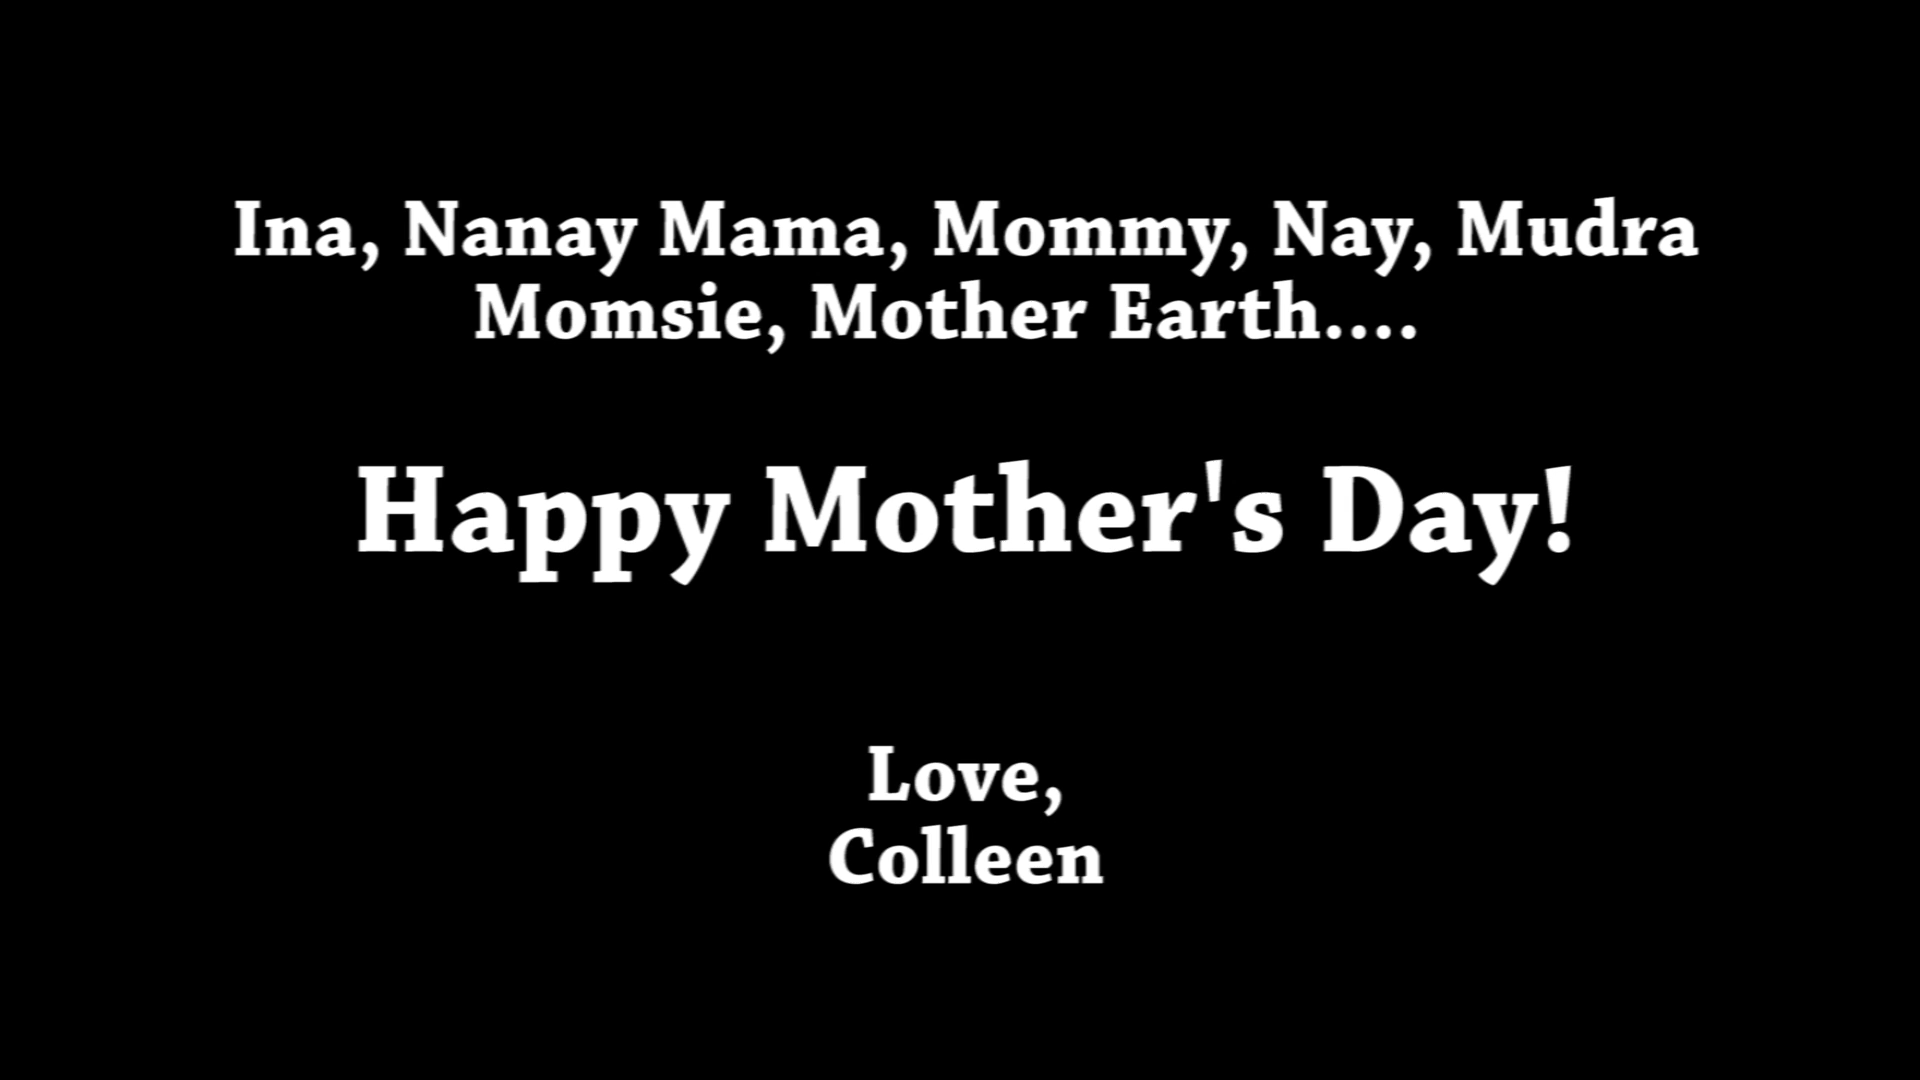 Ina, Nanay Mama, Mommy, Nay, Mudra
Momsie, Mother Earth....
Happy Mother's Day!
Love,
Colleen